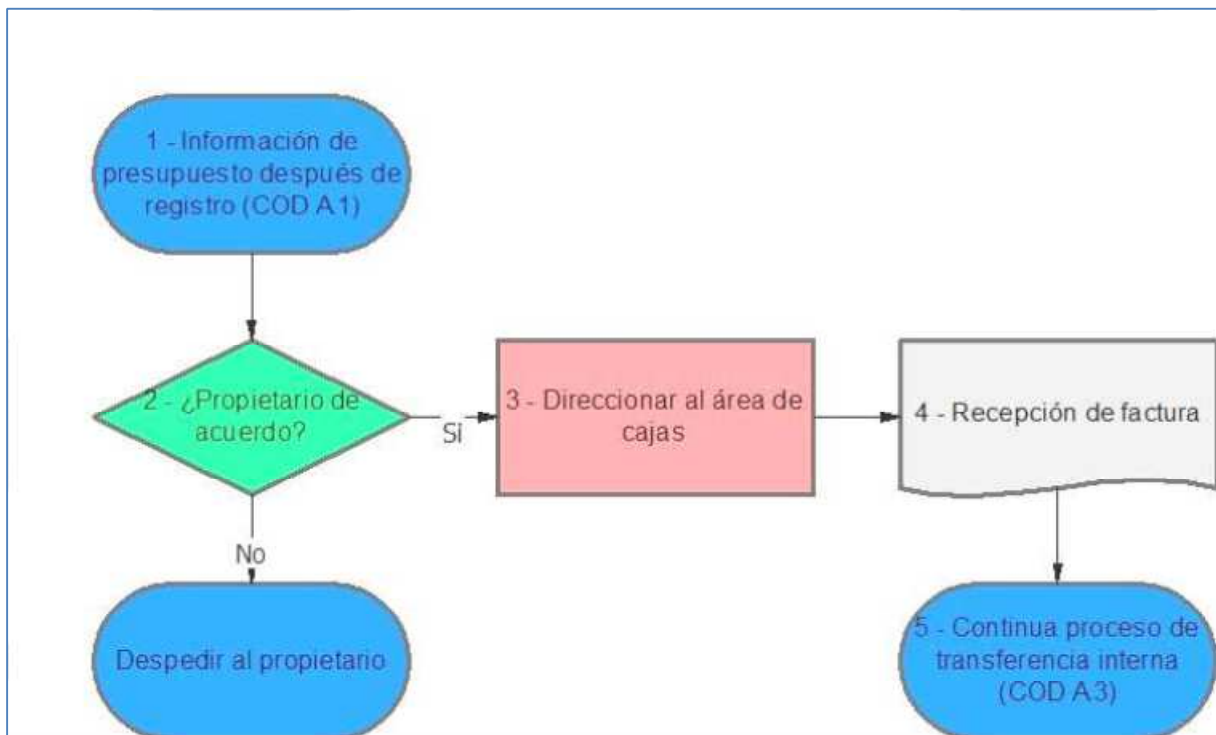 1 - Información de
presupuesto después de
registro (COD A1)
2 - ¿Propietario de
acuerdo?
Si
3 - Direccionar al área de
cajas
4 - Recepción de factura
No
Despedir al propietario
5 - Continua proceso de
transferencia interna
(COD A3)